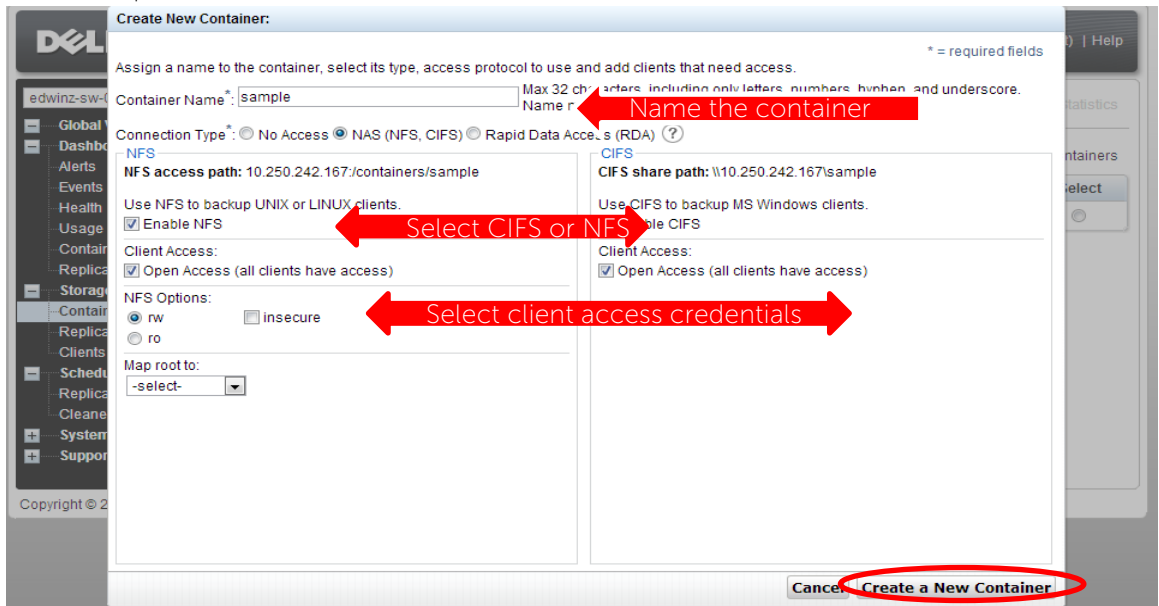 Create New Container:
DELL
) | Help
* = required fields
Assign a name to the container, select its type, access protocol to use and add clients that need access.
edwinz-sw-0
Container Name*: sample
Max 32 characters, including only letters, numbers, hyphen, and underscore.
Name
Name the container
Statistics
Global
Connection Type*: No Access NAS (NFS, CIFS) Rapid Data Access (RDA) (?)
Dashbo
NFS
CIFS
ntainers
Alerts
NFS access path: 10.250.242.167:/containers/sample
CIFS share path: \\10.250.242.167\sample
Events
Select
Health
Use NFS to backup UNIX or LINUX clients.
Use CIFS to backup MS Windows clients.
Usage
Enable NFS
Select CIFS or NFS
ble CIFS
Contain
Client Access:
Client Access:
Replica
Open Access (all clients have access)
Open Access (all clients have access)
Storag
NFS Options:
Contain
rw insecure
Select client access credentials
Replica
ro
Clients
Map root to:
Schedu
-select-
Replica
Cleane
System
Suppor
Copyright © 2
Cancel Create a New Container